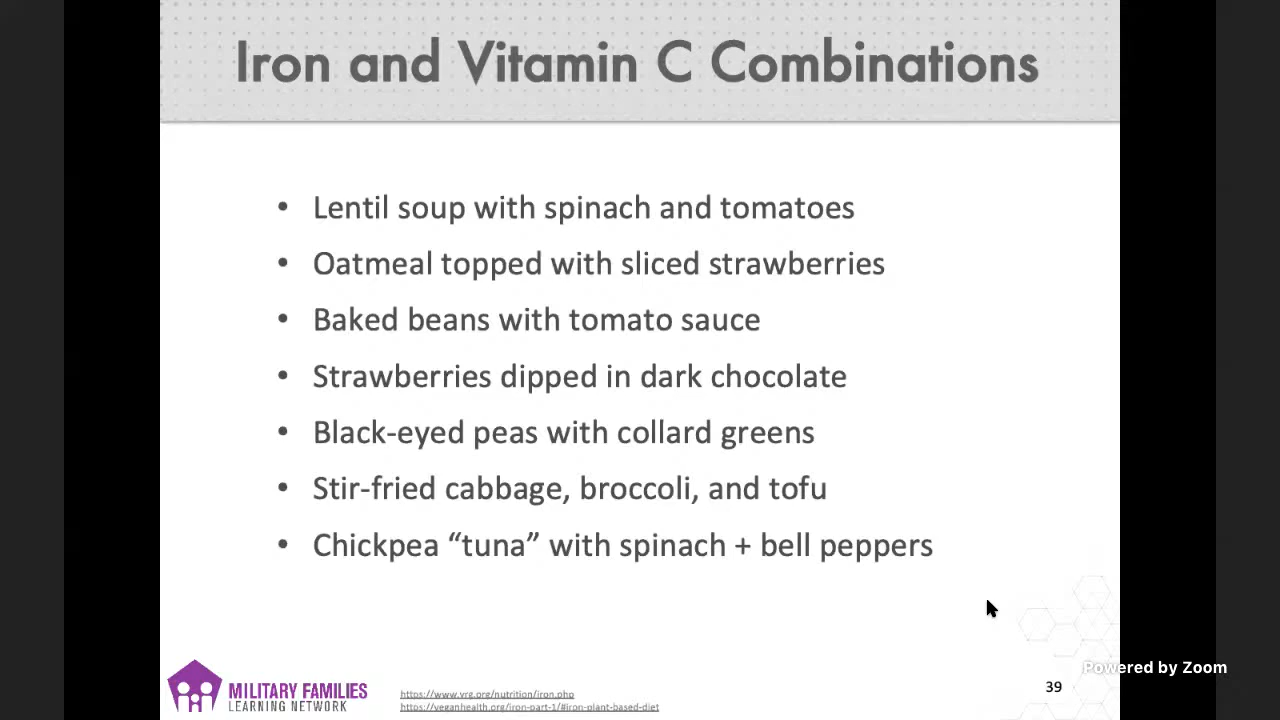 Iron and Vitamin C Combinations
• Lentil soup with spinach and tomatoes
• Oatmeal topped with sliced strawberries
• Baked beans with tomato sauce
• Strawberries dipped in dark chocolate
• Black-eyed peas with collard greens
• Stir-fried cabbage, broccoli, and tofu
• Chickpea “tuna” with spinach + bell peppers
MILITARY FAMILIES
LEARNING NETWORK
https://www.vrg.org/nutrition/iron.php
https://veganhealth.org/iron-part-1/#iron-plant-based-diet
39
Powered by Zoom